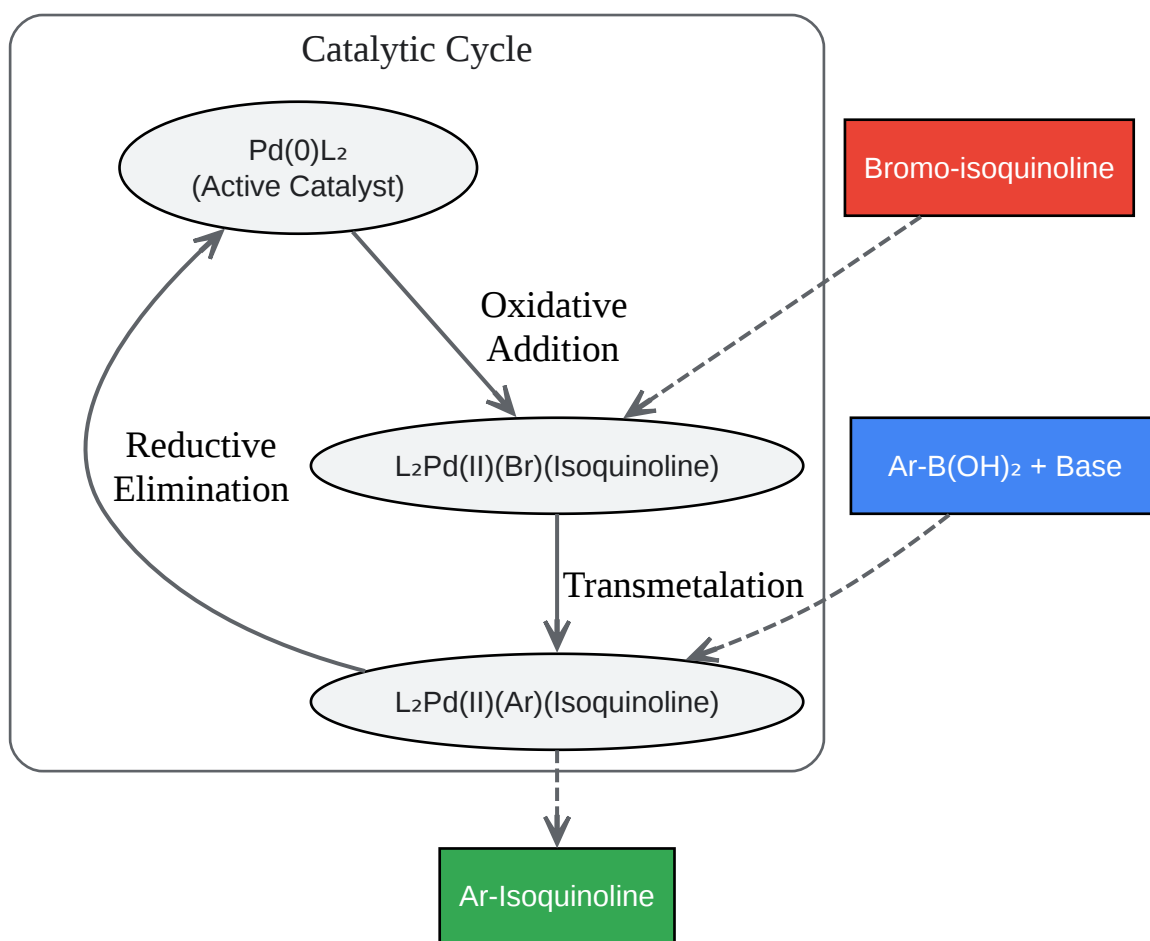 Catalytic Cycle
Pd(0)L₂
(Active Catalyst)
Bromo-isoquinoline
Oxidative
Addition
Reductive
Elimination
L₂Pd(II)(Br)(Isoquinoline)
Ar-B(OH)₂ + Base
Transmetalation
L₂Pd(II)(Ar)(Isoquinoline)
Ar-Isoquinoline